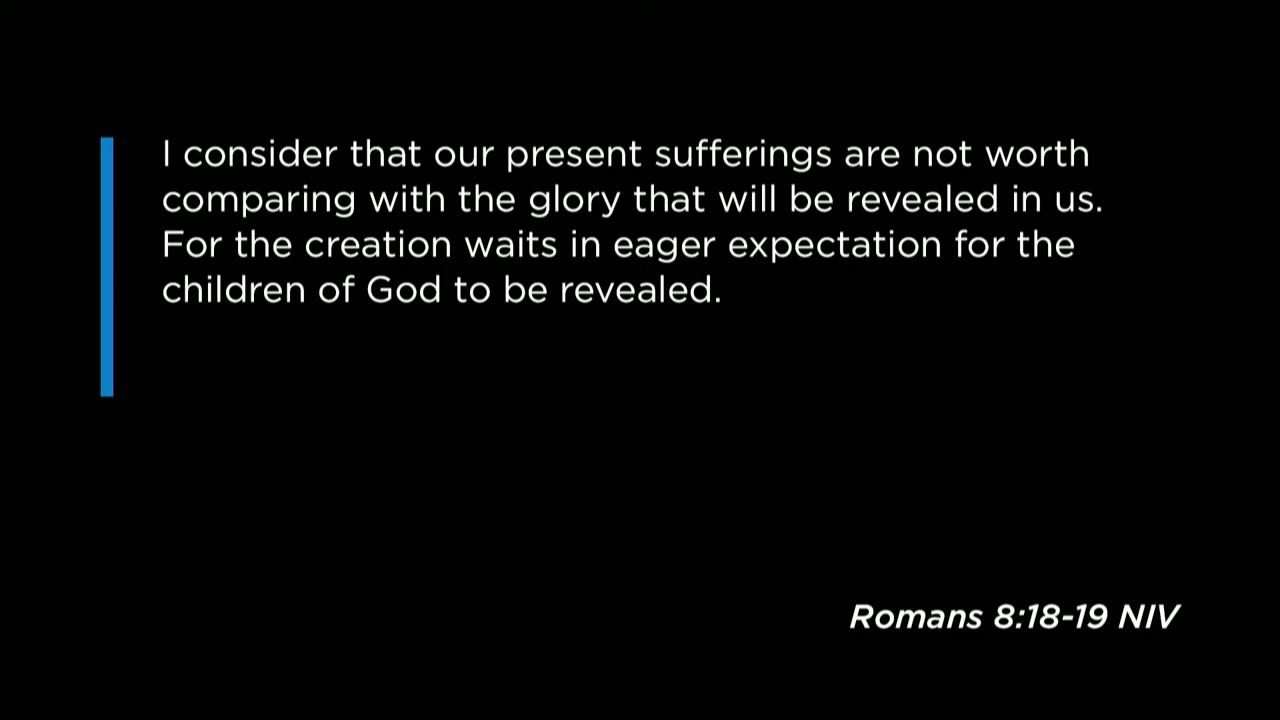 I consider that our present sufferings are not worth
comparing with the glory that will be revealed in us.
For the creation waits in eager expectation for the
children of God to be revealed.
Romans 8:18-19 NIV